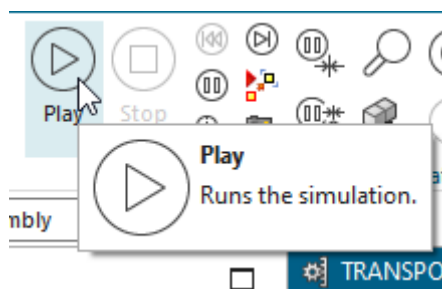 Play
Stop
Play
Runs the simulation.
mbly
TRANSPO